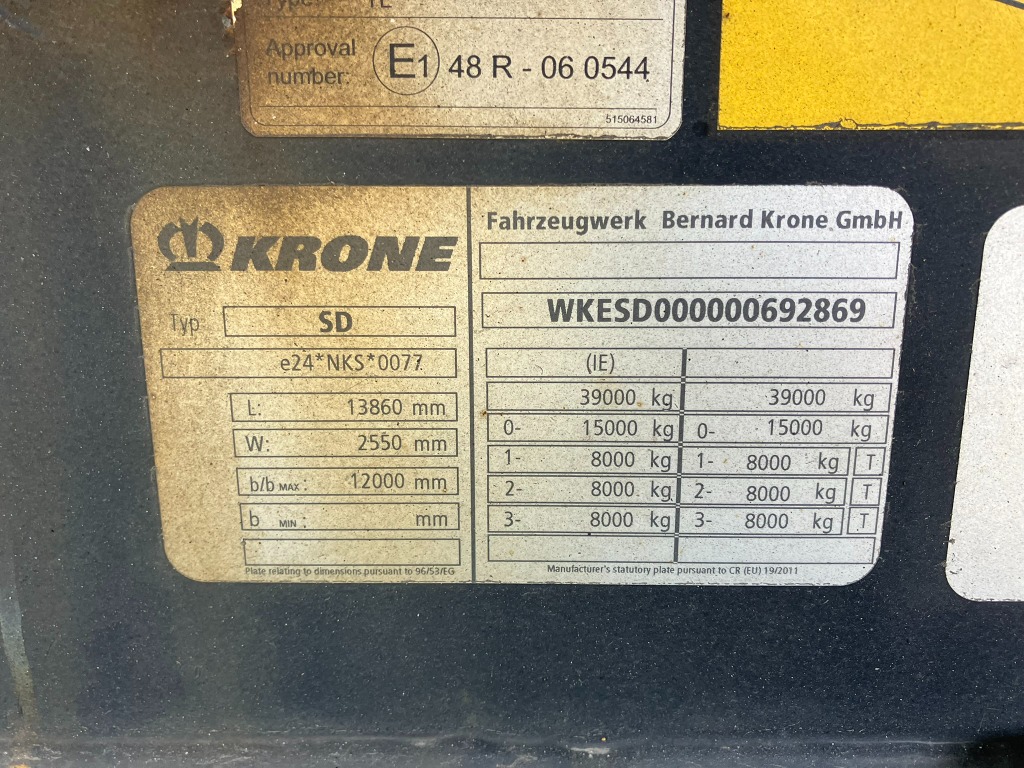 Type: TE
Approval
number: E1 48 R - 06 0544
515064581
KRONE
Typ SD
e24*NKS*0077
L: 13860 mm
W: 2550 mm
b/b MAX : 12000 mm
b MIN : mm
Plate relating to dimensions pursuant to 96/53/EG
Fahrzeugwerk Bernard Krone GmbH
WKESD000000692869
(IE)
39000 kg 39000 kg
0- 15000 kg 0- 15000 kg
1- 8000 kg 1- 8000 kg T
2- 8000 kg 2- 8000 kg T
3- 8000 kg 3- 8000 kg T
Manufacturer's statutory plate pursuant to CR (EU) 19/2011